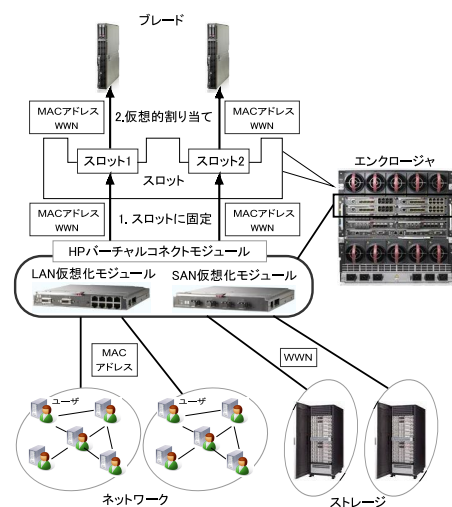 ブレード
MACアドレス
WWN
2.仮想的割り当て
MACアドレス
WWN
スロット1
スロット2
スロット
エンクロージャ
MACアドレス
WWN
1. スロットに固定
MACアドレス
WWN
HPバーチャルコネクトモジュール
LAN仮想化モジュール
SAN仮想化モジュール
MAC
アドレス
WWN
ユーザ
ユーザ
ネットワーク
ストレージ